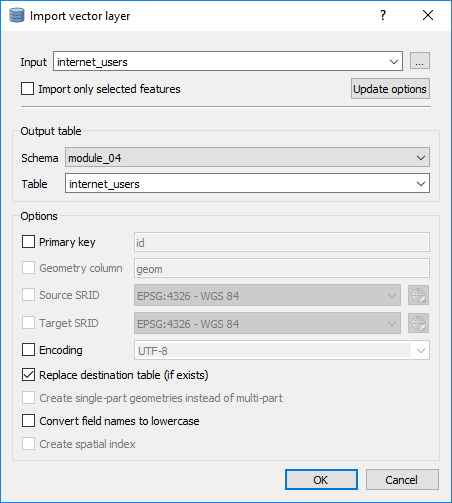 Import vector layer
?
Input internet_users ...
Import only selected features Update options
Output table
Schema module_04
Table internet_users
Options
Primary key id
Geometry column geom
Source SRID EPSG:4326 - WGS 84
Target SRID EPSG:4326 - WGS 84
Encoding UTF-8
Replace destination table (if exists)
Create single-part geometries instead of multi-part
Convert field names to lowercase
Create spatial index
OK Cancel